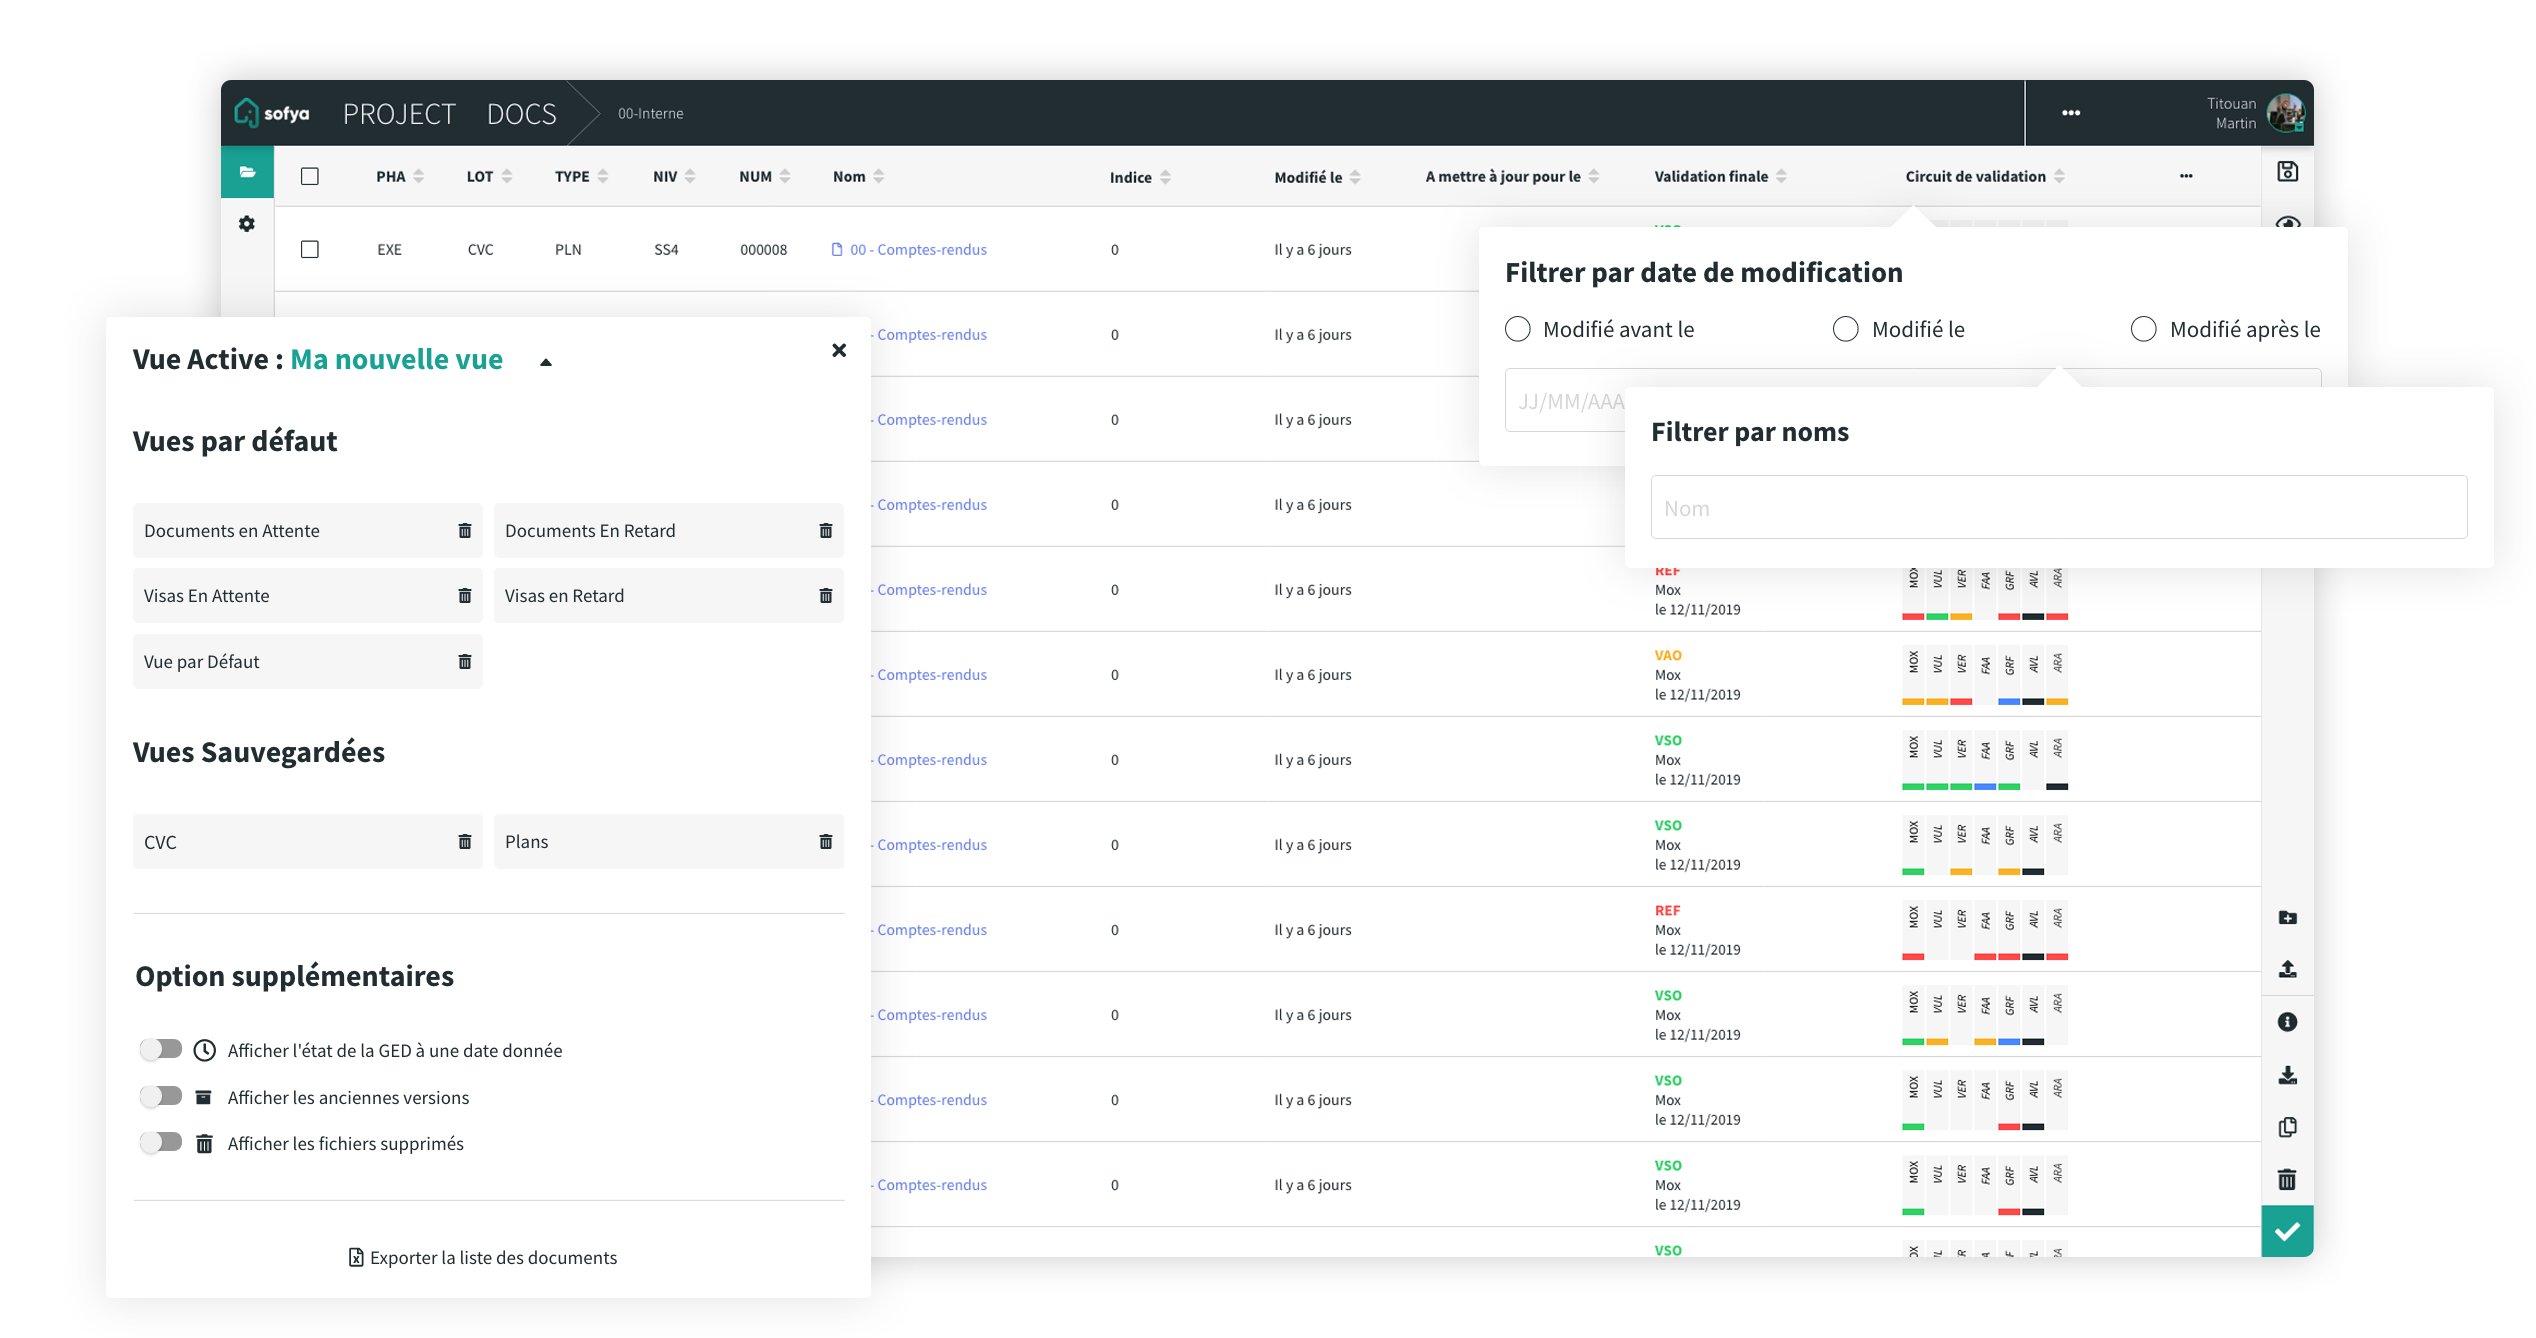 sofya PROJECT DOCS 00-Interne ••• Titouan Martin
PHA LOT TYPE NIV NUM Nom Indice Modifié le A mettre à jour pour le Validation finale Circuit de validation •••
EXE CVC PLN SS4 000008 00 - Comptes-rendus 0 Il y a 6 jours
- Comptes-rendus 0 Il y a 6 jours
- Comptes-rendus 0 Il y a 6 jours
- Comptes-rendus 0 Il y a 6 jours
- Comptes-rendus 0 Il y a 6 jours REF Mox le 12/11/2019 MOX VUL VER FAA GRF AVL ARA
- Comptes-rendus 0 Il y a 6 jours VAO Mox le 12/11/2019 MOX VUL VER FAA GRF AVL ARA
- Comptes-rendus 0 Il y a 6 jours VSO Mox le 12/11/2019 MOX VUL VER FAA GRF AVL ARA
- Comptes-rendus 0 Il y a 6 jours VSO Mox le 12/11/2019 MOX VUL VER FAA GRF AVL ARA
- Comptes-rendus 0 Il y a 6 jours REF Mox le 12/11/2019 MOX VUL VER FAA GRF AVL ARA
- Comptes-rendus 0 Il y a 6 jours VSO Mox le 12/11/2019 MOX VUL VER FAA GRF AVL ARA
- Comptes-rendus 0 Il y a 6 jours VSO Mox le 12/11/2019 MOX VUL VER FAA GRF AVL ARA
- Comptes-rendus 0 Il y a 6 jours VSO Mox le 12/11/2019 MOX VUL VER FAA GRF AVL ARA
VSO
Filtrer par date de modification
Modifié avant le Modifié le Modifié après le
JJ/MM/AAA
Filtrer par noms
Nom
Vue Active : Ma nouvelle vue
Vues par défaut
Documents en Attente Documents En Retard
Visas En Attente Visas en Retard
Vue par Défaut
Vues Sauvegardées
CVC Plans
Option supplémentaires
Afficher l'état de la GED à une date donnée
Afficher les anciennes versions
Afficher les fichiers supprimés
Exporter la liste des documents